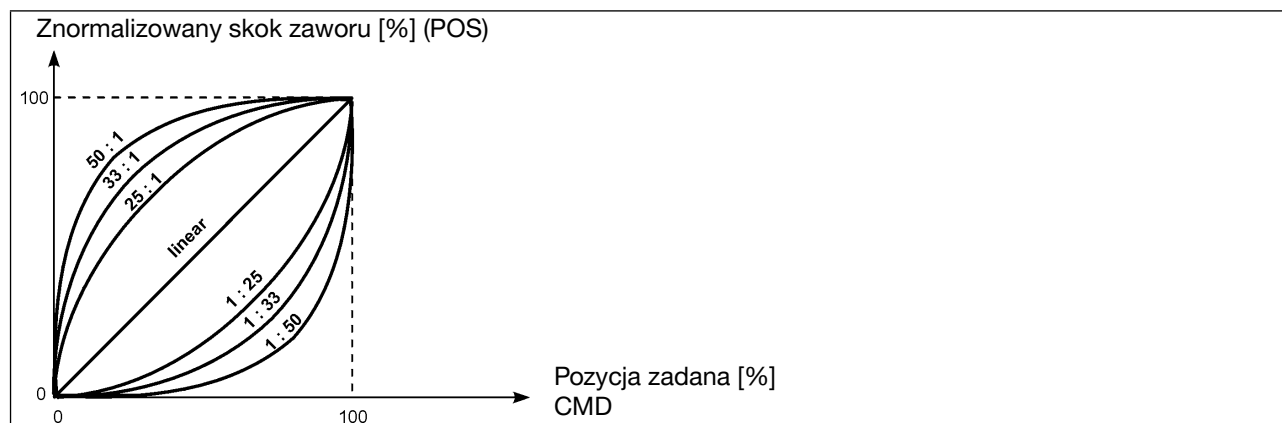 Znormalizowany skok zaworu [%] (POS)
100
50 : 1
33 : 1
25 : 1
linear
1 : 25
1 : 33
1 : 50
0
0
100
Pozycja zadana [%]
CMD